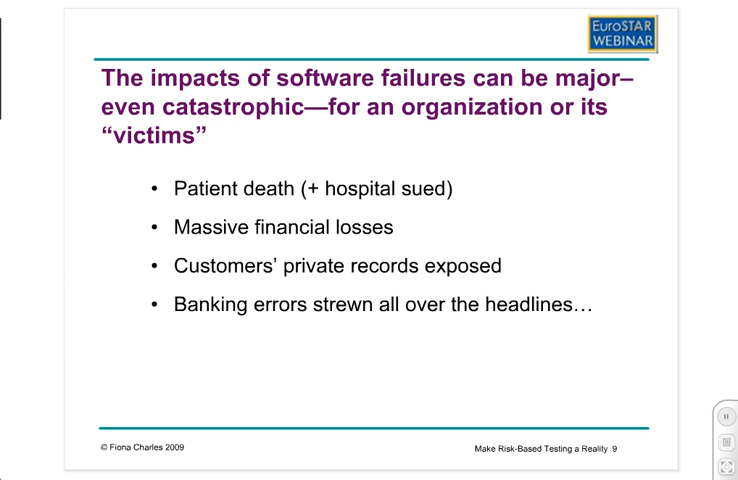 EuroSTAR
WEBINAR
The impacts of software failures can be major–
even catastrophic—for an organization or its
“victims”
• Patient death (+ hospital sued)
• Massive financial losses
• Customers’ private records exposed
• Banking errors strewn all over the headlines…
© Fiona Charles 2009
Make Risk-Based Testing a Reality 9